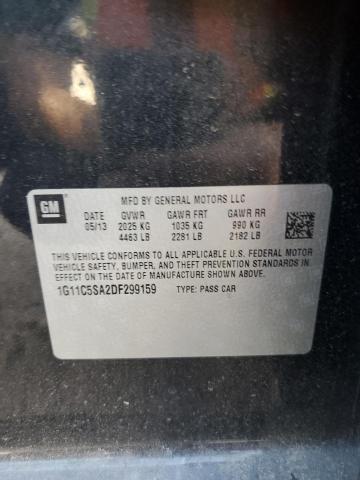 GM
MFD BY GENERAL MOTORS LLC
DATE GVWR GAWR FRT GAWR RR
05/13 2025 KG 1035 KG 990 KG
4463 LB 2281 LB 2182 LB
THIS VEHICLE CONFORMS TO ALL APPLICABLE U.S. FEDERAL MOTOR
VEHICLE SAFETY, BUMPER, AND THEFT PREVENTION STANDARDS
IN EFFECT ON THE DATE OF MANUFACTURE SHOWN ABOVE.
1G11C5SA2DF299159 TYPE: PASS CAR